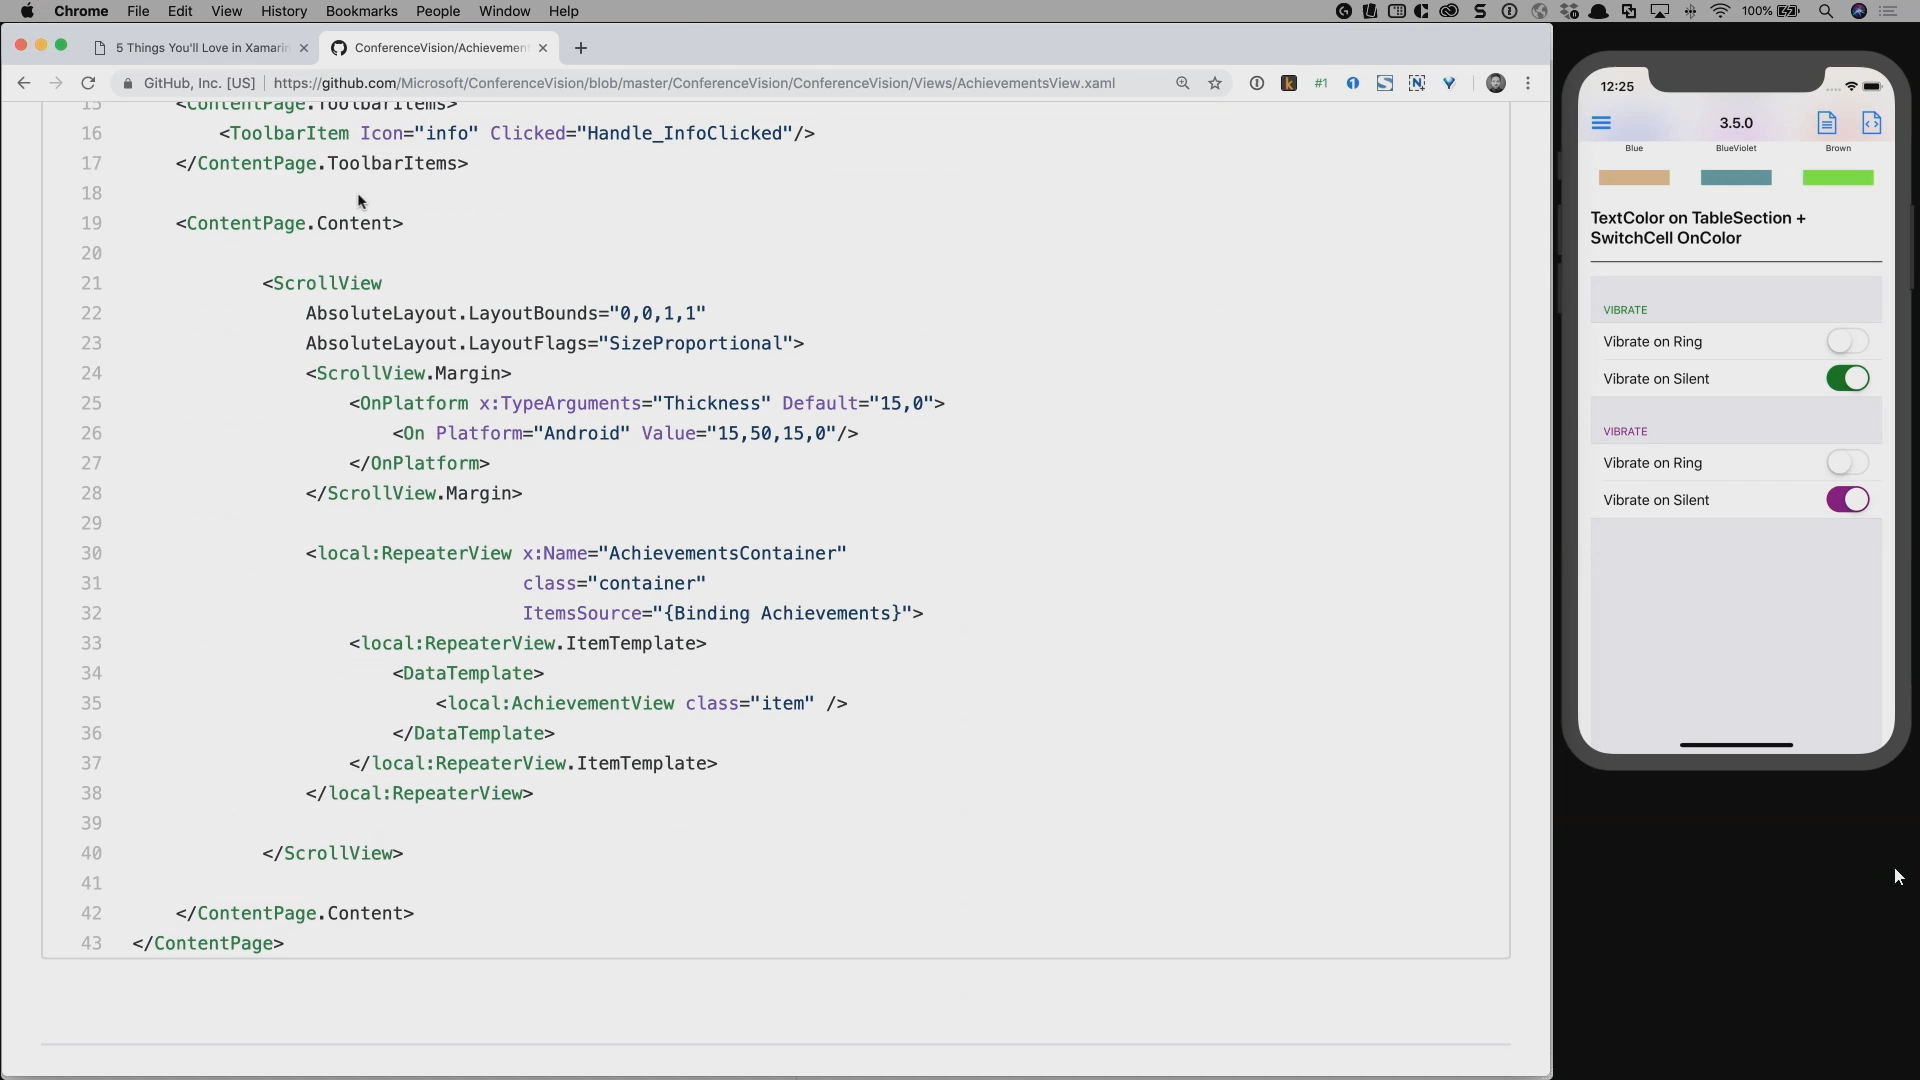 Chrome File Edit View History Bookmarks People Window Help 100%
5 Things You'll Love in Xamarin
ConferenceVision/Achievemen
GitHub, Inc. [US] https://github.com/Microsoft/ConferenceVision/blob/master/ConferenceVision/ConferenceVision/Views/AchievementsView.xaml #1
15 <ContentPage.ToolbarItems>
16 <ToolbarItem Icon="info" Clicked="Handle_InfoClicked"/>
17 </ContentPage.ToolbarItems>
18
19 <ContentPage.Content>
20
21 <ScrollView
22 AbsoluteLayout.LayoutBounds="0,0,1,1"
23 AbsoluteLayout.LayoutFlags="SizeProportional">
24 <ScrollView.Margin>
25 <OnPlatform x:TypeArguments="Thickness" Default="15,0">
26 <On Platform="Android" Value="15,50,15,0"/>
27 </OnPlatform>
28 </ScrollView.Margin>
29
30 <local:RepeaterView x:Name="AchievementsContainer"
31 class="container"
32 ItemsSource="{Binding Achievements}">
33 <local:RepeaterView.ItemTemplate>
34 <DataTemplate>
35 <local:AchievementView class="item" />
36 </DataTemplate>
37 </local:RepeaterView.ItemTemplate>
38 </local:RepeaterView>
39
40 </ScrollView>
41
42 </ContentPage.Content>
43 </ContentPage>
12:25
3.5.0
Blue BlueViolet Brown
TextColor on TableSection +
SwitchCell OnColor
VIBRATE
Vibrate on Ring
Vibrate on Silent
VIBRATE
Vibrate on Ring
Vibrate on Silent